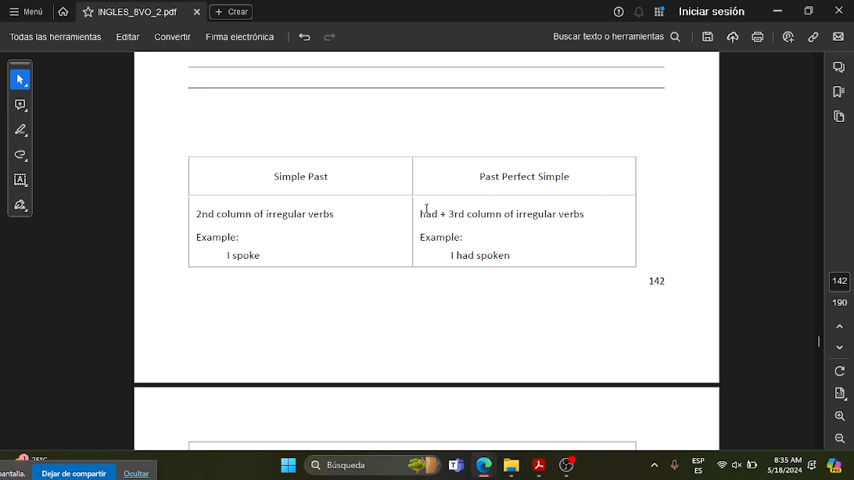 Menú
INGLES_8VO_2.pdf
+ Crear
Iniciar sesión
Todas las herramientas
Editar
Convertir
Firma electrónica
Buscar texto o herramientas
Simple Past
Past Perfect Simple
2nd column of irregular verbs
had + 3rd column of irregular verbs
Example:
Example:
I spoke
I had spoken
142
142
190
pantalla.
Dejar de compartir
Ocultar
Búsqueda
ESP
ES
8:35 AM
5/18/2024